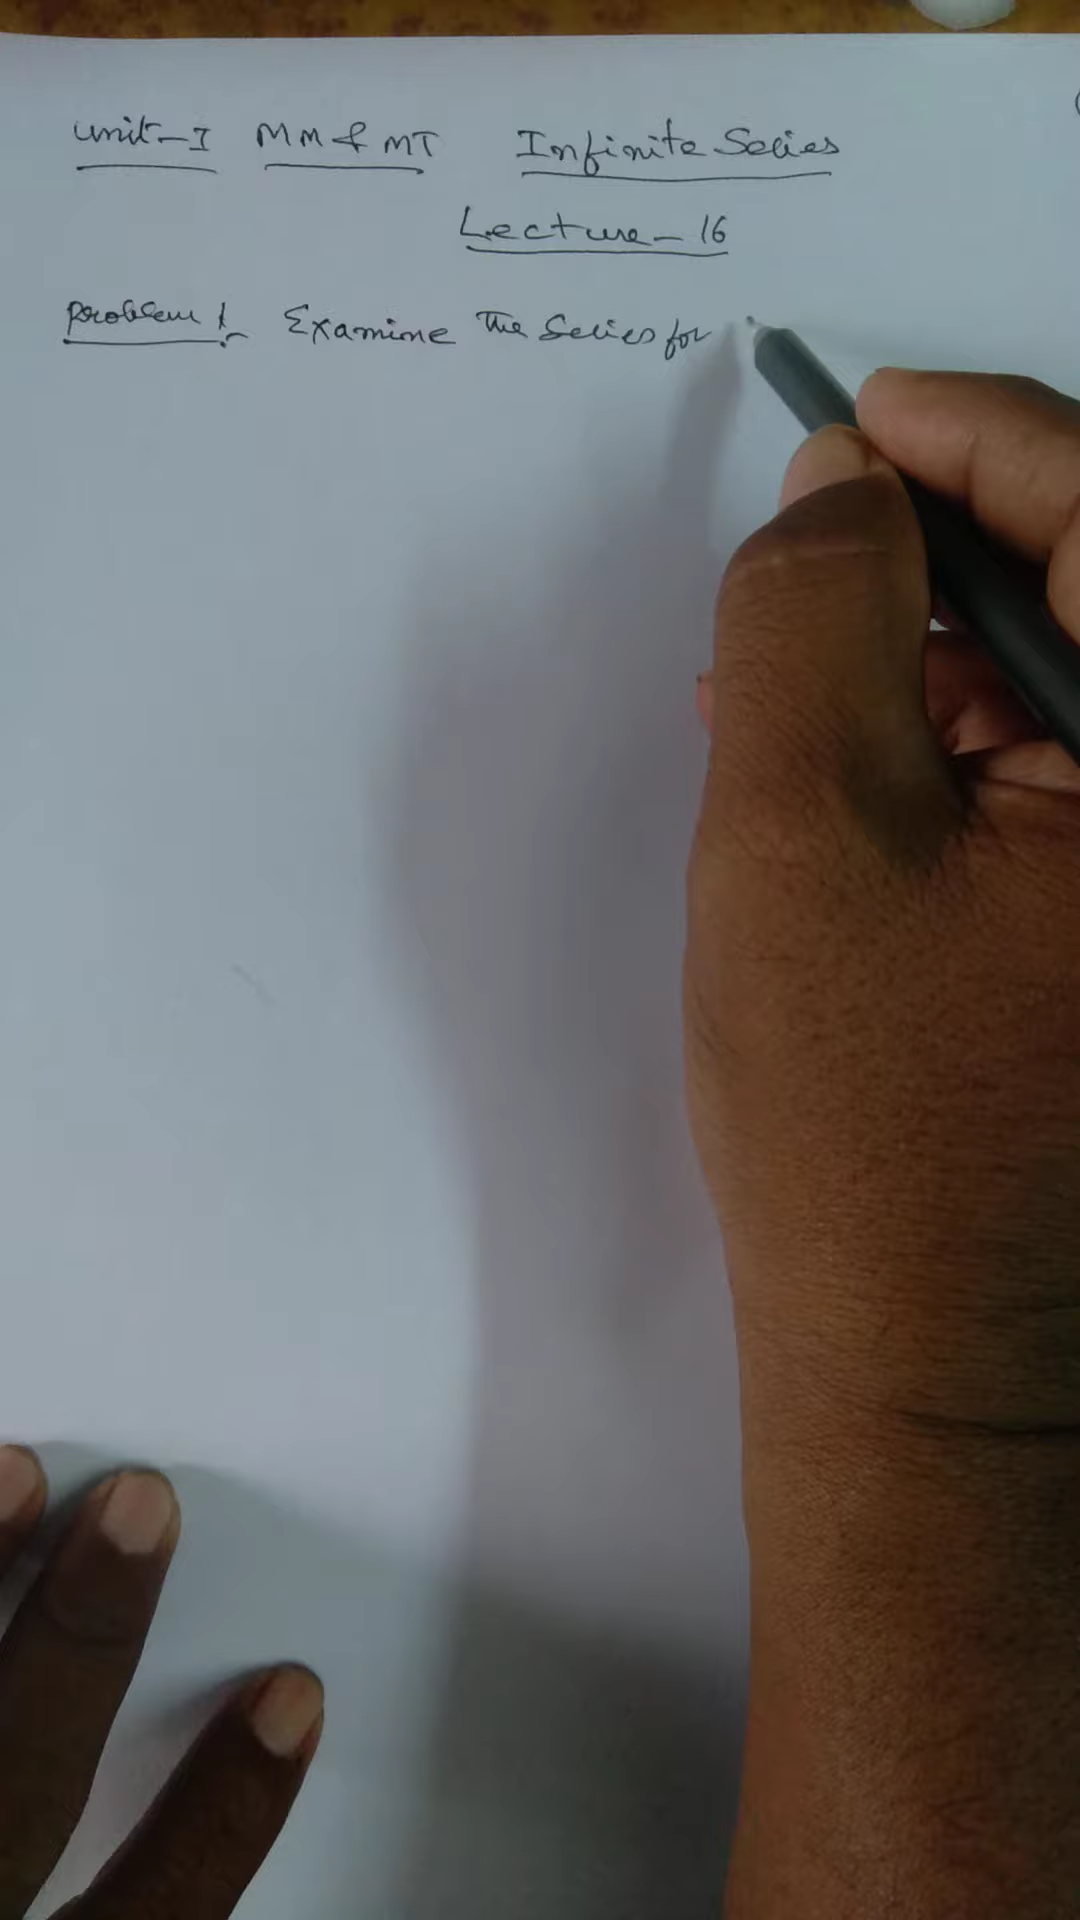 Unit-I MM & MT Infinite Series
Lecture-16
Problem 1 Examine The Series for